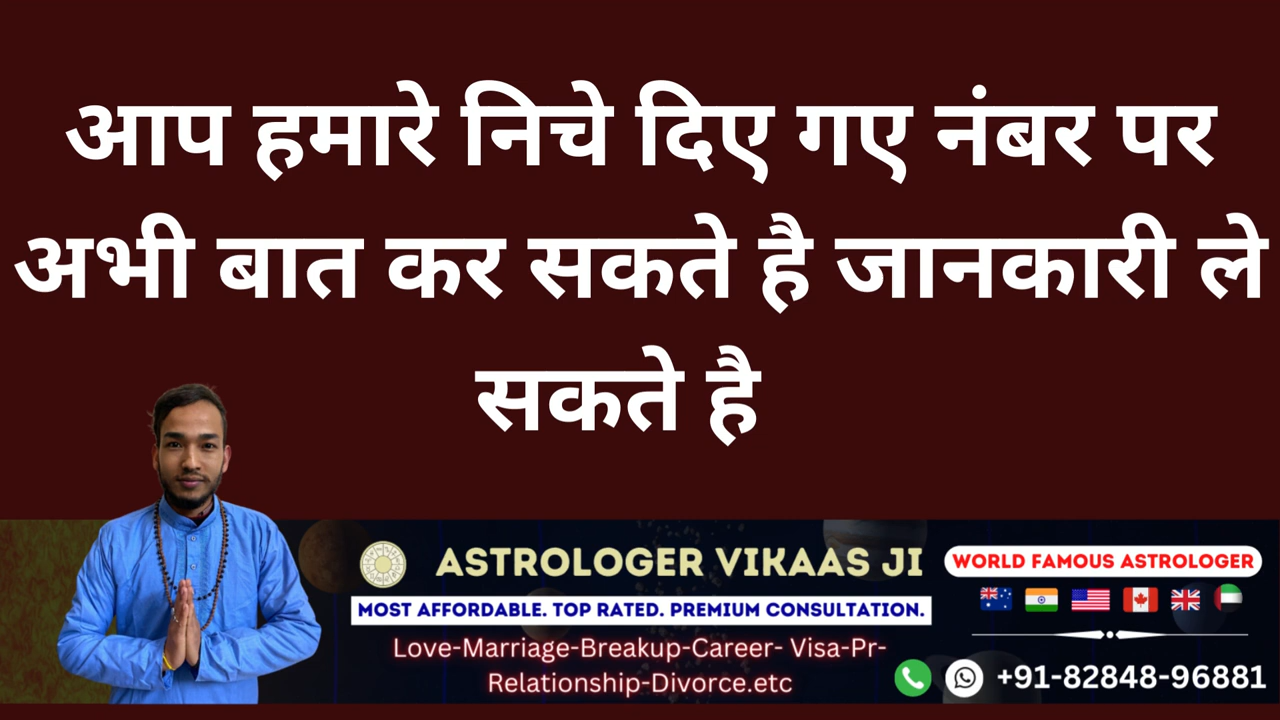 आप हमारे निचे दिए गए नंबर पर
अभी बात कर सकते है जानकारी ले
सकते है
ASTROLOGER VIKAAS JI
MOST AFFORDABLE. TOP RATED. PREMIUM CONSULTATION.
Love-Marriage-Breakup-Career- Visa-Pr-
Relationship-Divorce.etc
WORLD FAMOUS ASTROLOGER
+91-82848-96881